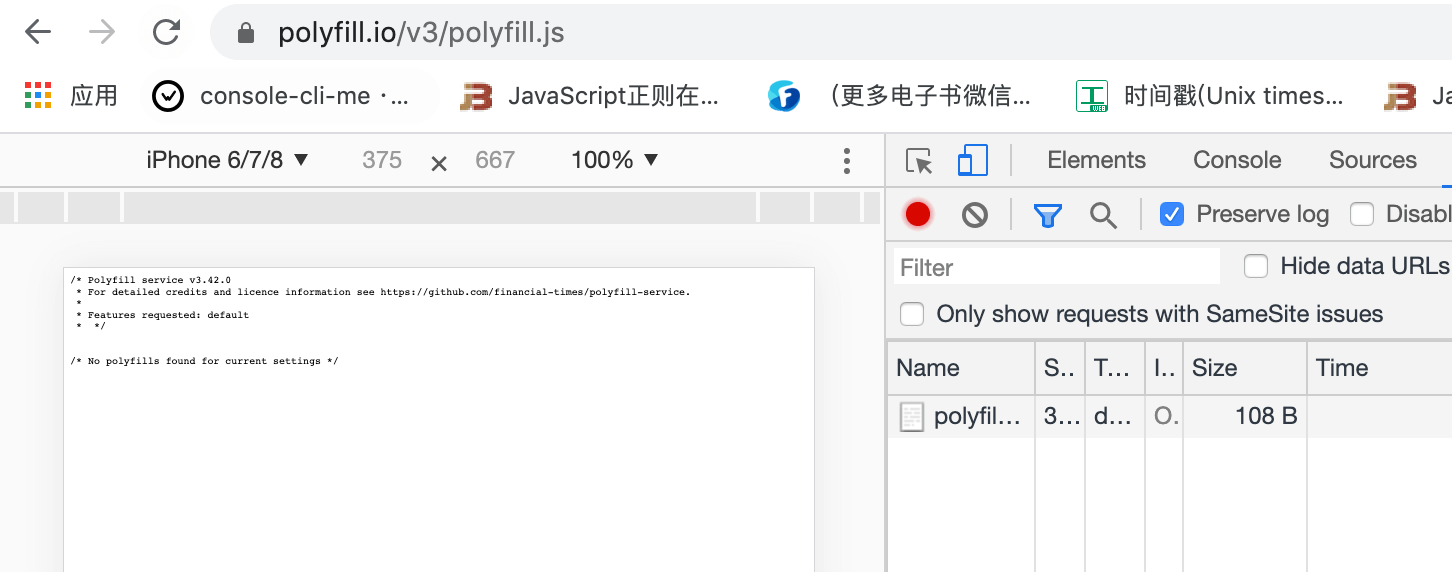 polyfill.io/v3/polyfill.js
应用 console-cli-me ·... JavaScript正则在... （更多电子书微信... 时间戳(Unix times... Ja
iPhone 6/7/8 ▼ 375 × 667 100% ▼
Elements Console Sources
Preserve log Disabl
Filter Hide data URLs
Only show requests with SameSite issues
Name S.. T... I.. Size Time
polyfil... 3... d... O. 108 B
/* Polyfill service v3.42.0
* For detailed credits and licence information see https://github.com/financial-times/polyfill-service.
*
* Features requested: default
* */
/* No polyfills found for current settings */